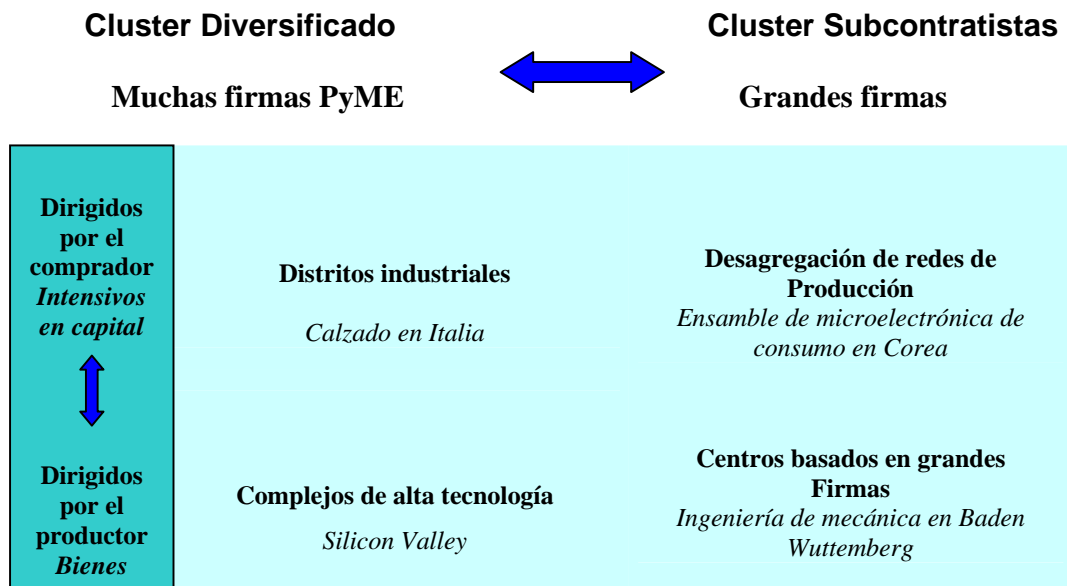 Cluster Diversificado
Cluster Subcontratistas
Muchas firmas PyME
Grandes firmas
Dirigidos
por el
comprador
Intensivos
en capital
Distritos industriales
Calzado en Italia
Desagregación de redes de
Producción
Ensamble de microelectrónica de
consumo en Corea
Dirigidos
por el
productor
Bienes
Complejos de alta tecnología
Silicon Valley
Centros basados en grandes
Firmas
Ingeniería de mecánica en Baden
Wuttemberg